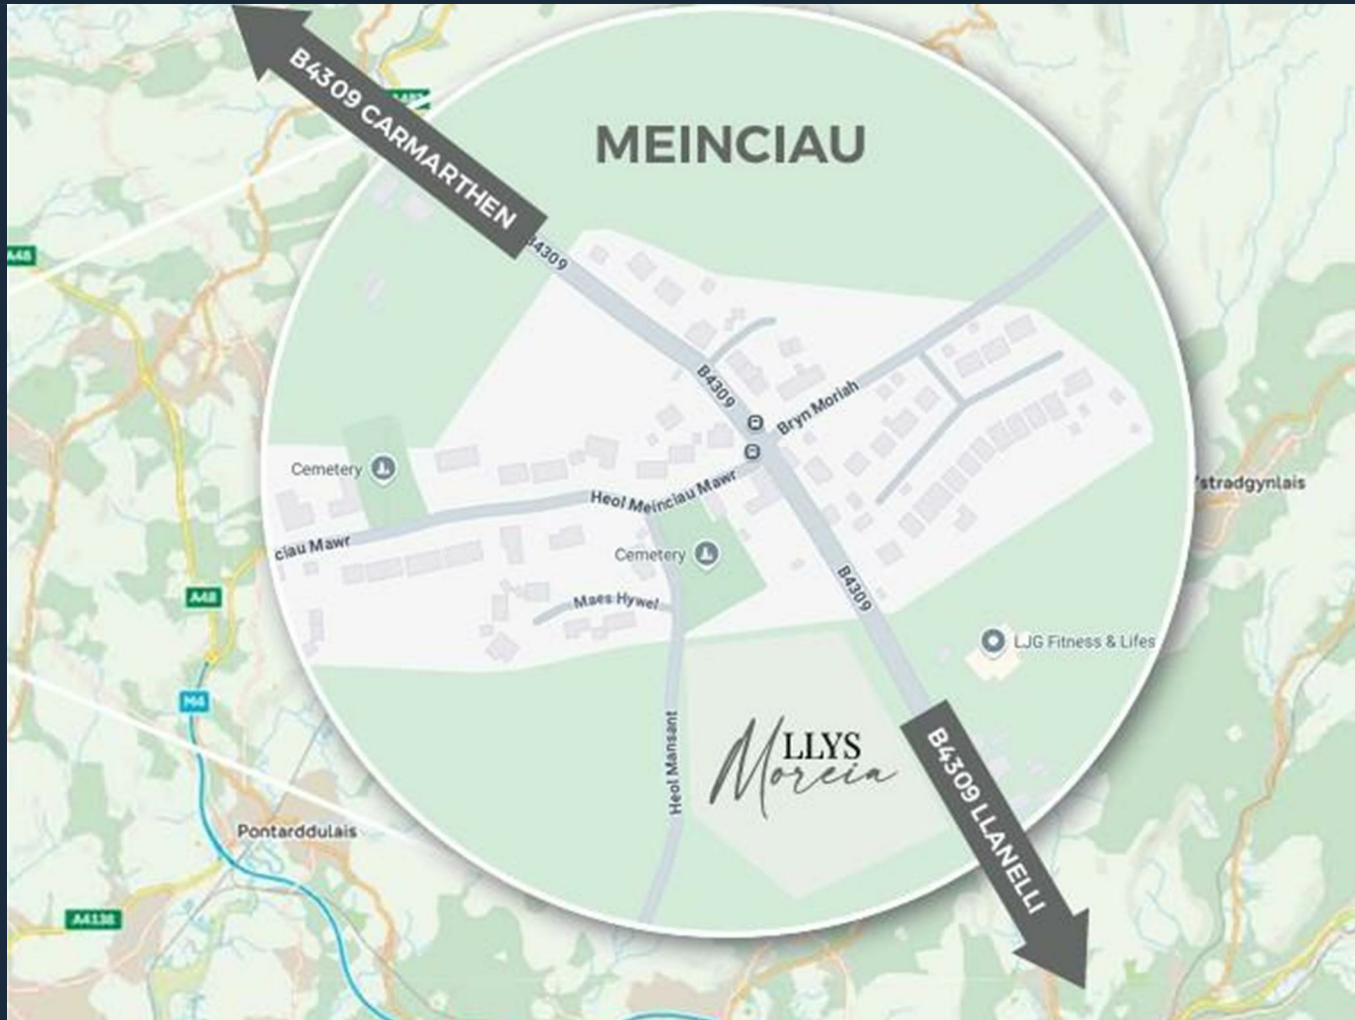 B4309 CARMARTHEN
MEINCIAU
A48
B4309
B4309
Bryn Moriah
Cemetery
Heol Meinciau Mawr
ciau Mawr
Cemetery
Maes Hywel
B4309
LJG Fitness & Lifes
stradgynlais
A48
M4
LLYS
Moreia
Heol Mansant
B4309 LLANELLI
Pontarddulais
A4138